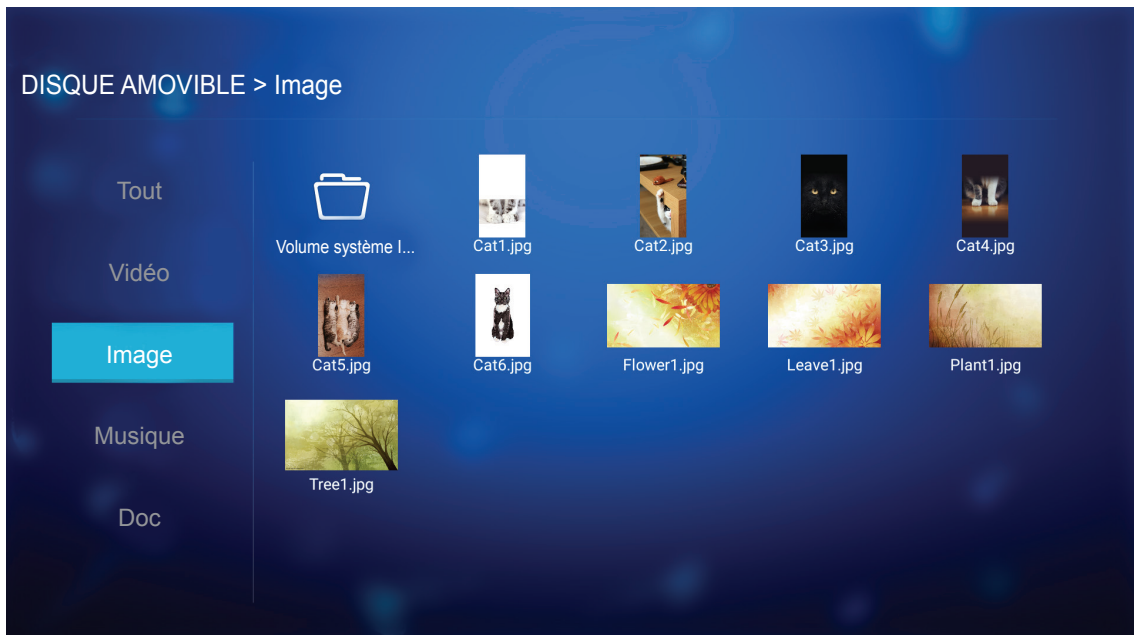 DISQUE AMOVIBLE > Image
Tout
Vidéo
Image
Musique
Doc
Volume système I...
Cat1.jpg
Cat2.jpg
Cat3.jpg
Cat4.jpg
Cat5.jpg
Cat6.jpg
Flower1.jpg
Leave1.jpg
Plant1.jpg
Tree1.jpg